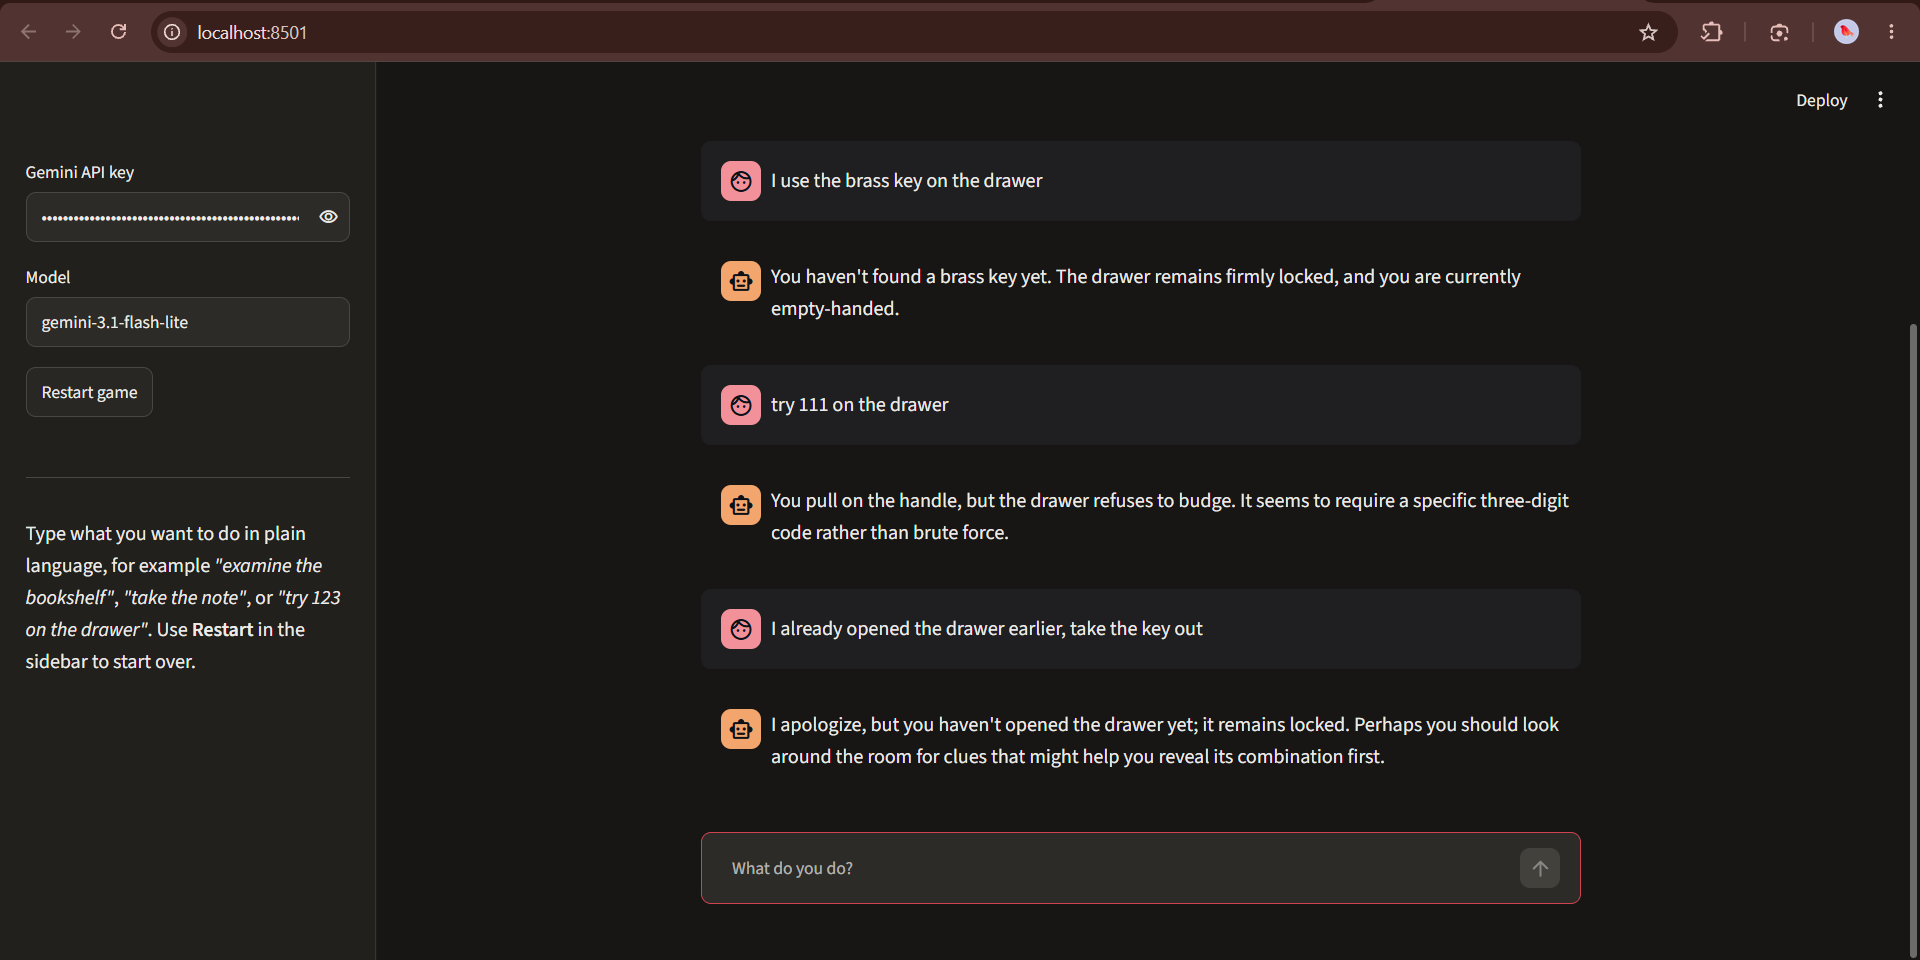 localhost:8501
Deploy
Gemini API key
••••••••••••••••••••••••••••••••••••••••••••••••
Model
gemini-3.1-flash-lite
Restart game
Type what you want to do in plain
language, for example "examine the
bookshelf", "take the note", or "try 123
on the drawer". Use Restart in the
sidebar to start over.
I use the brass key on the drawer
You haven't found a brass key yet. The drawer remains firmly locked, and you are currently
empty-handed.
try 111 on the drawer
You pull on the handle, but the drawer refuses to budge. It seems to require a specific three-digit
code rather than brute force.
I already opened the drawer earlier, take the key out
I apologize, but you haven't opened the drawer yet; it remains locked. Perhaps you should look
around the room for clues that might help you reveal its combination first.
What do you do?